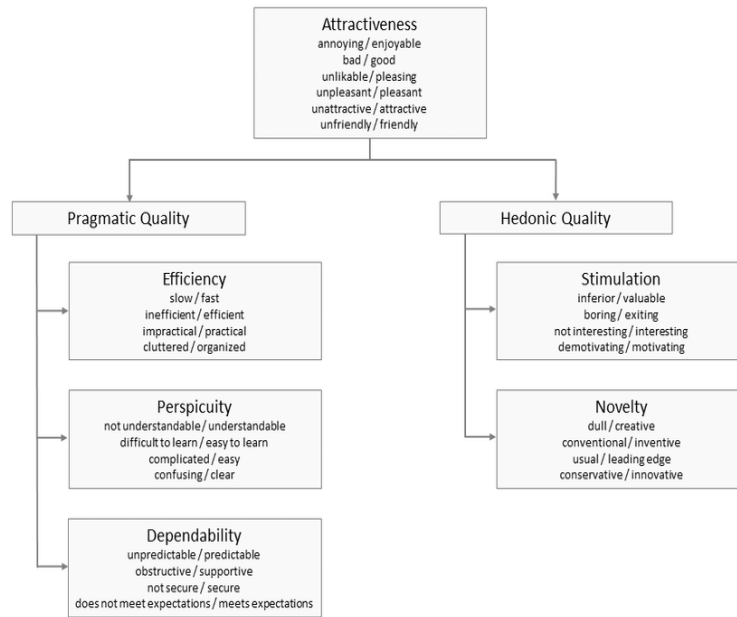 Attractiveness
annoying / enjoyable
bad / good
unlikable / pleasing
unpleasant / pleasant
unattractive / attractive
unfriendly / friendly
Pragmatic Quality
Hedonic Quality
Efficiency
slow / fast
inefficient / efficient
impractical / practical
cluttered / organized
Stimulation
inferior / valuable
boring / exiting
not interesting / interesting
demotivating / motivating
Perspicuity
not understandable / understandable
difficult to learn / easy to learn
complicated / easy
confusing / clear
Novelty
dull / creative
conventional / inventive
usual / leading edge
conservative / innovative
Dependability
unpredictable / predictable
obstructive / supportive
not secure / secure
does not meet expectations / meets expectations